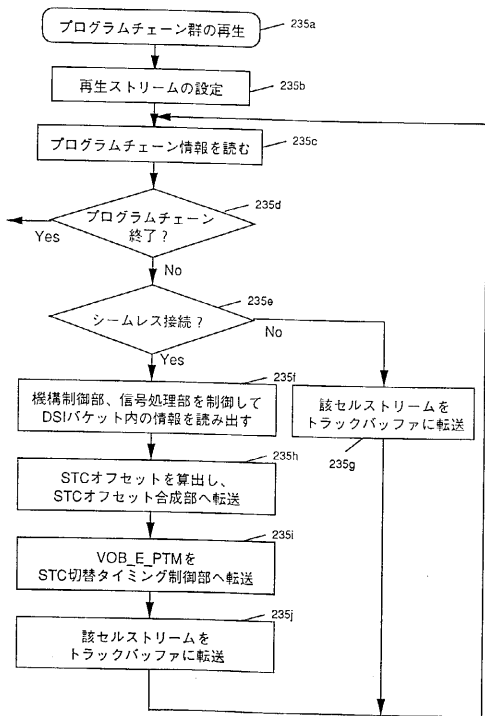 プログラムチェーン群の再生
235a
再生ストリームの設定
235b
プログラムチェーン情報を読む
235c
プログラムチェーン
終了?
235d
Yes
No
シームレス接続?
235e
No
Yes
235f
機構制御部、信号処理部を制御して
DSIパケット内の情報を読み出す
該セルストリームを
トラックバッファに転送
235g
235h
STCオフセットを算出し、
STCオフセット合成部へ転送
235i
VOB_E_PTMを
STC切替タイミング制御部へ転送
235j
該セルストリームを
トラックバッファに転送